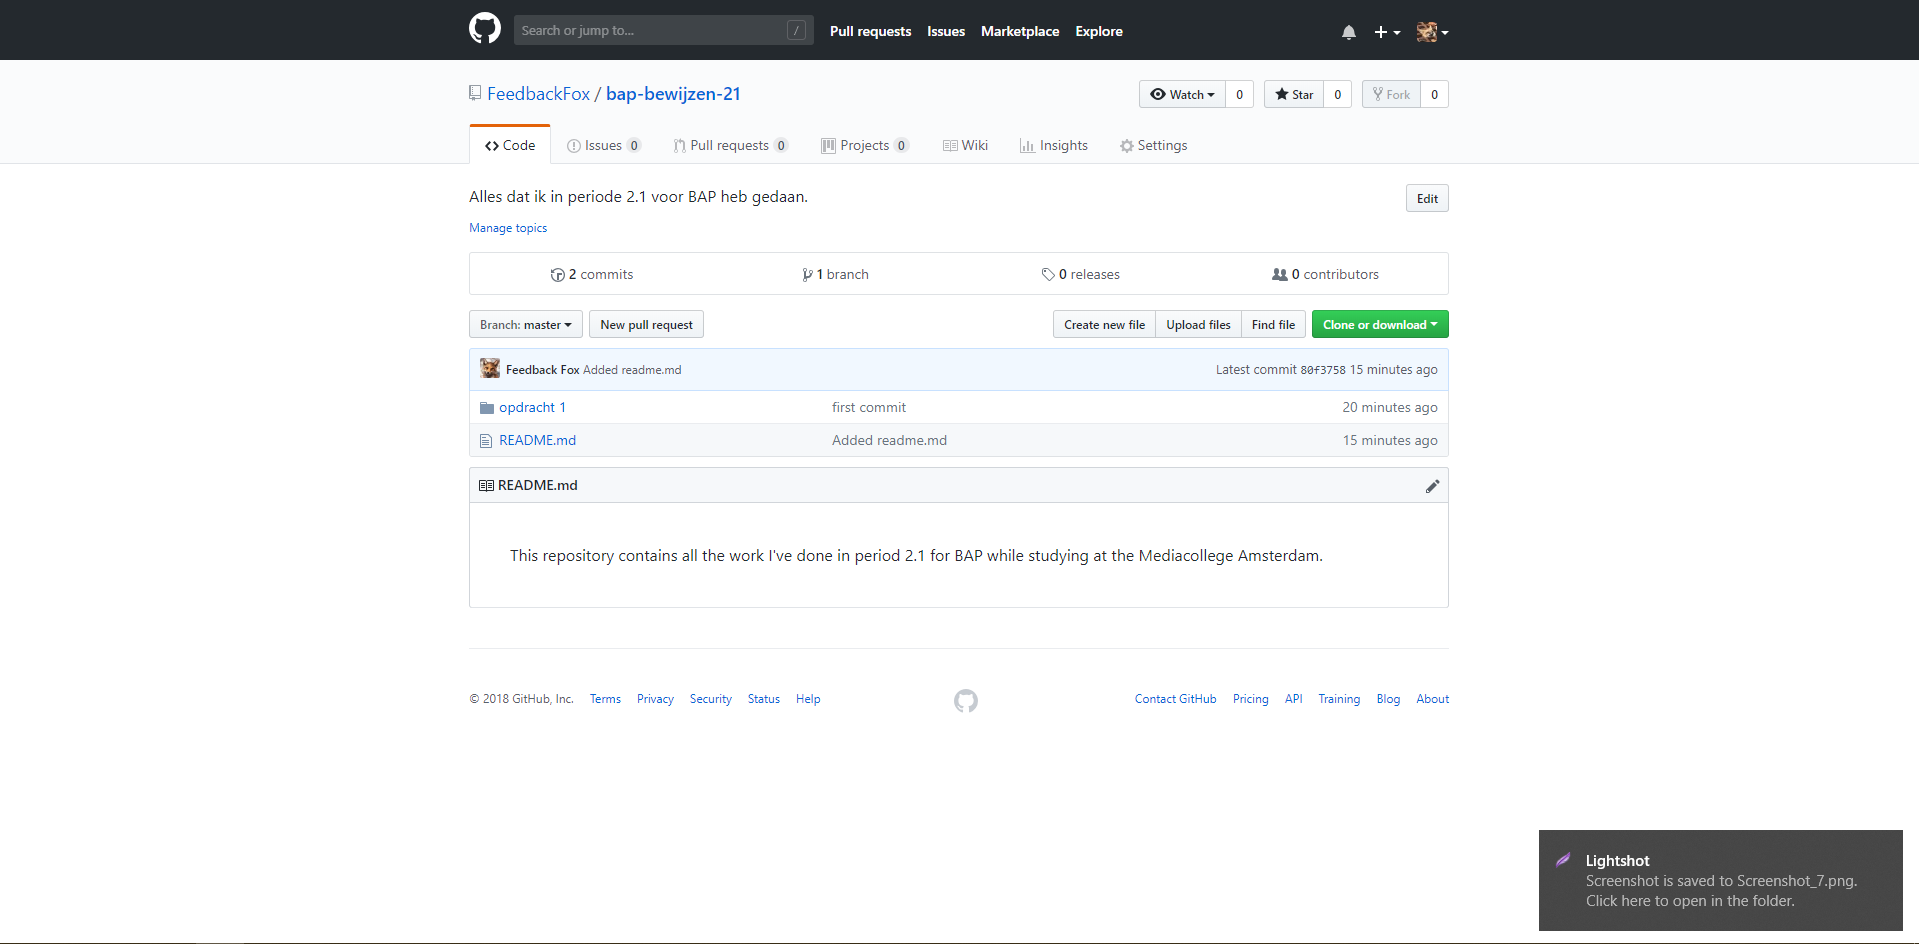 Search or jump to... / Pull requests Issues Marketplace Explore
FeedbackFox / bap-bewijzen-21 Watch 0 Star 0 Fork 0
Code Issues 0 Pull requests 0 Projects 0 Wiki Insights Settings
Alles dat ik in periode 2.1 voor BAP heb gedaan. Edit
Manage topics
2 commits 1 branch 0 releases 0 contributors
Branch: master New pull request Create new file Upload files Find file Clone or download
Feedback Fox Added readme.md Latest commit 80f3758 15 minutes ago
opdracht 1 first commit 20 minutes ago
README.md Added readme.md 15 minutes ago
README.md
This repository contains all the work I've done in period 2.1 for BAP while studying at the Mediacollege Amsterdam.
© 2018 GitHub, Inc. Terms Privacy Security Status Help Contact GitHub Pricing API Training Blog About
Lightshot
Screenshot is saved to Screenshot_7.png.
Click here to open in the folder.